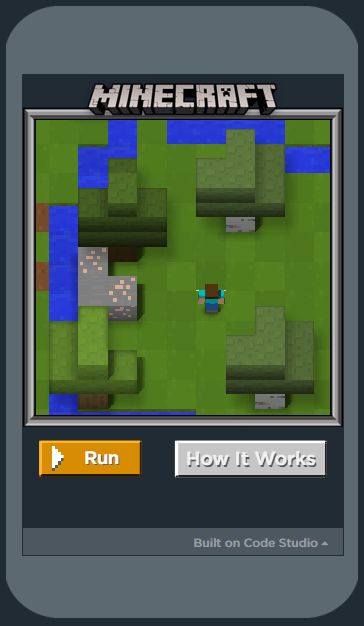 MINECRAFT
Run
How It Works
Built on Code Studio